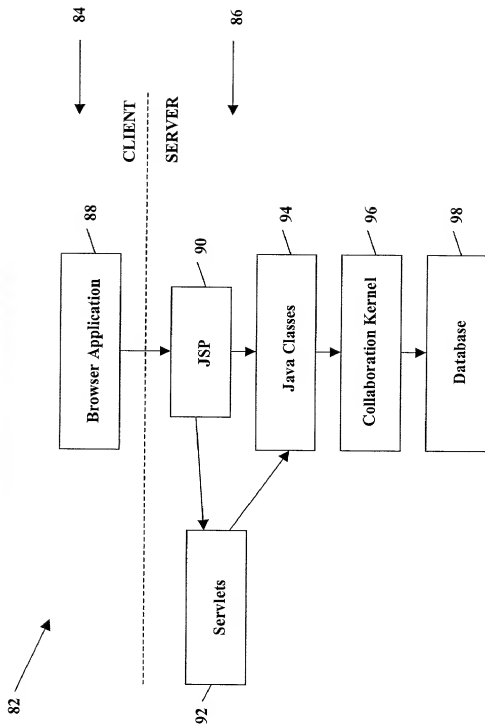 82
84
CLIENT
SERVER
86
Browser Application
88
JSP
90
Servlets
92
Java Classes
94
Collaboration Kernel
96
Database
98